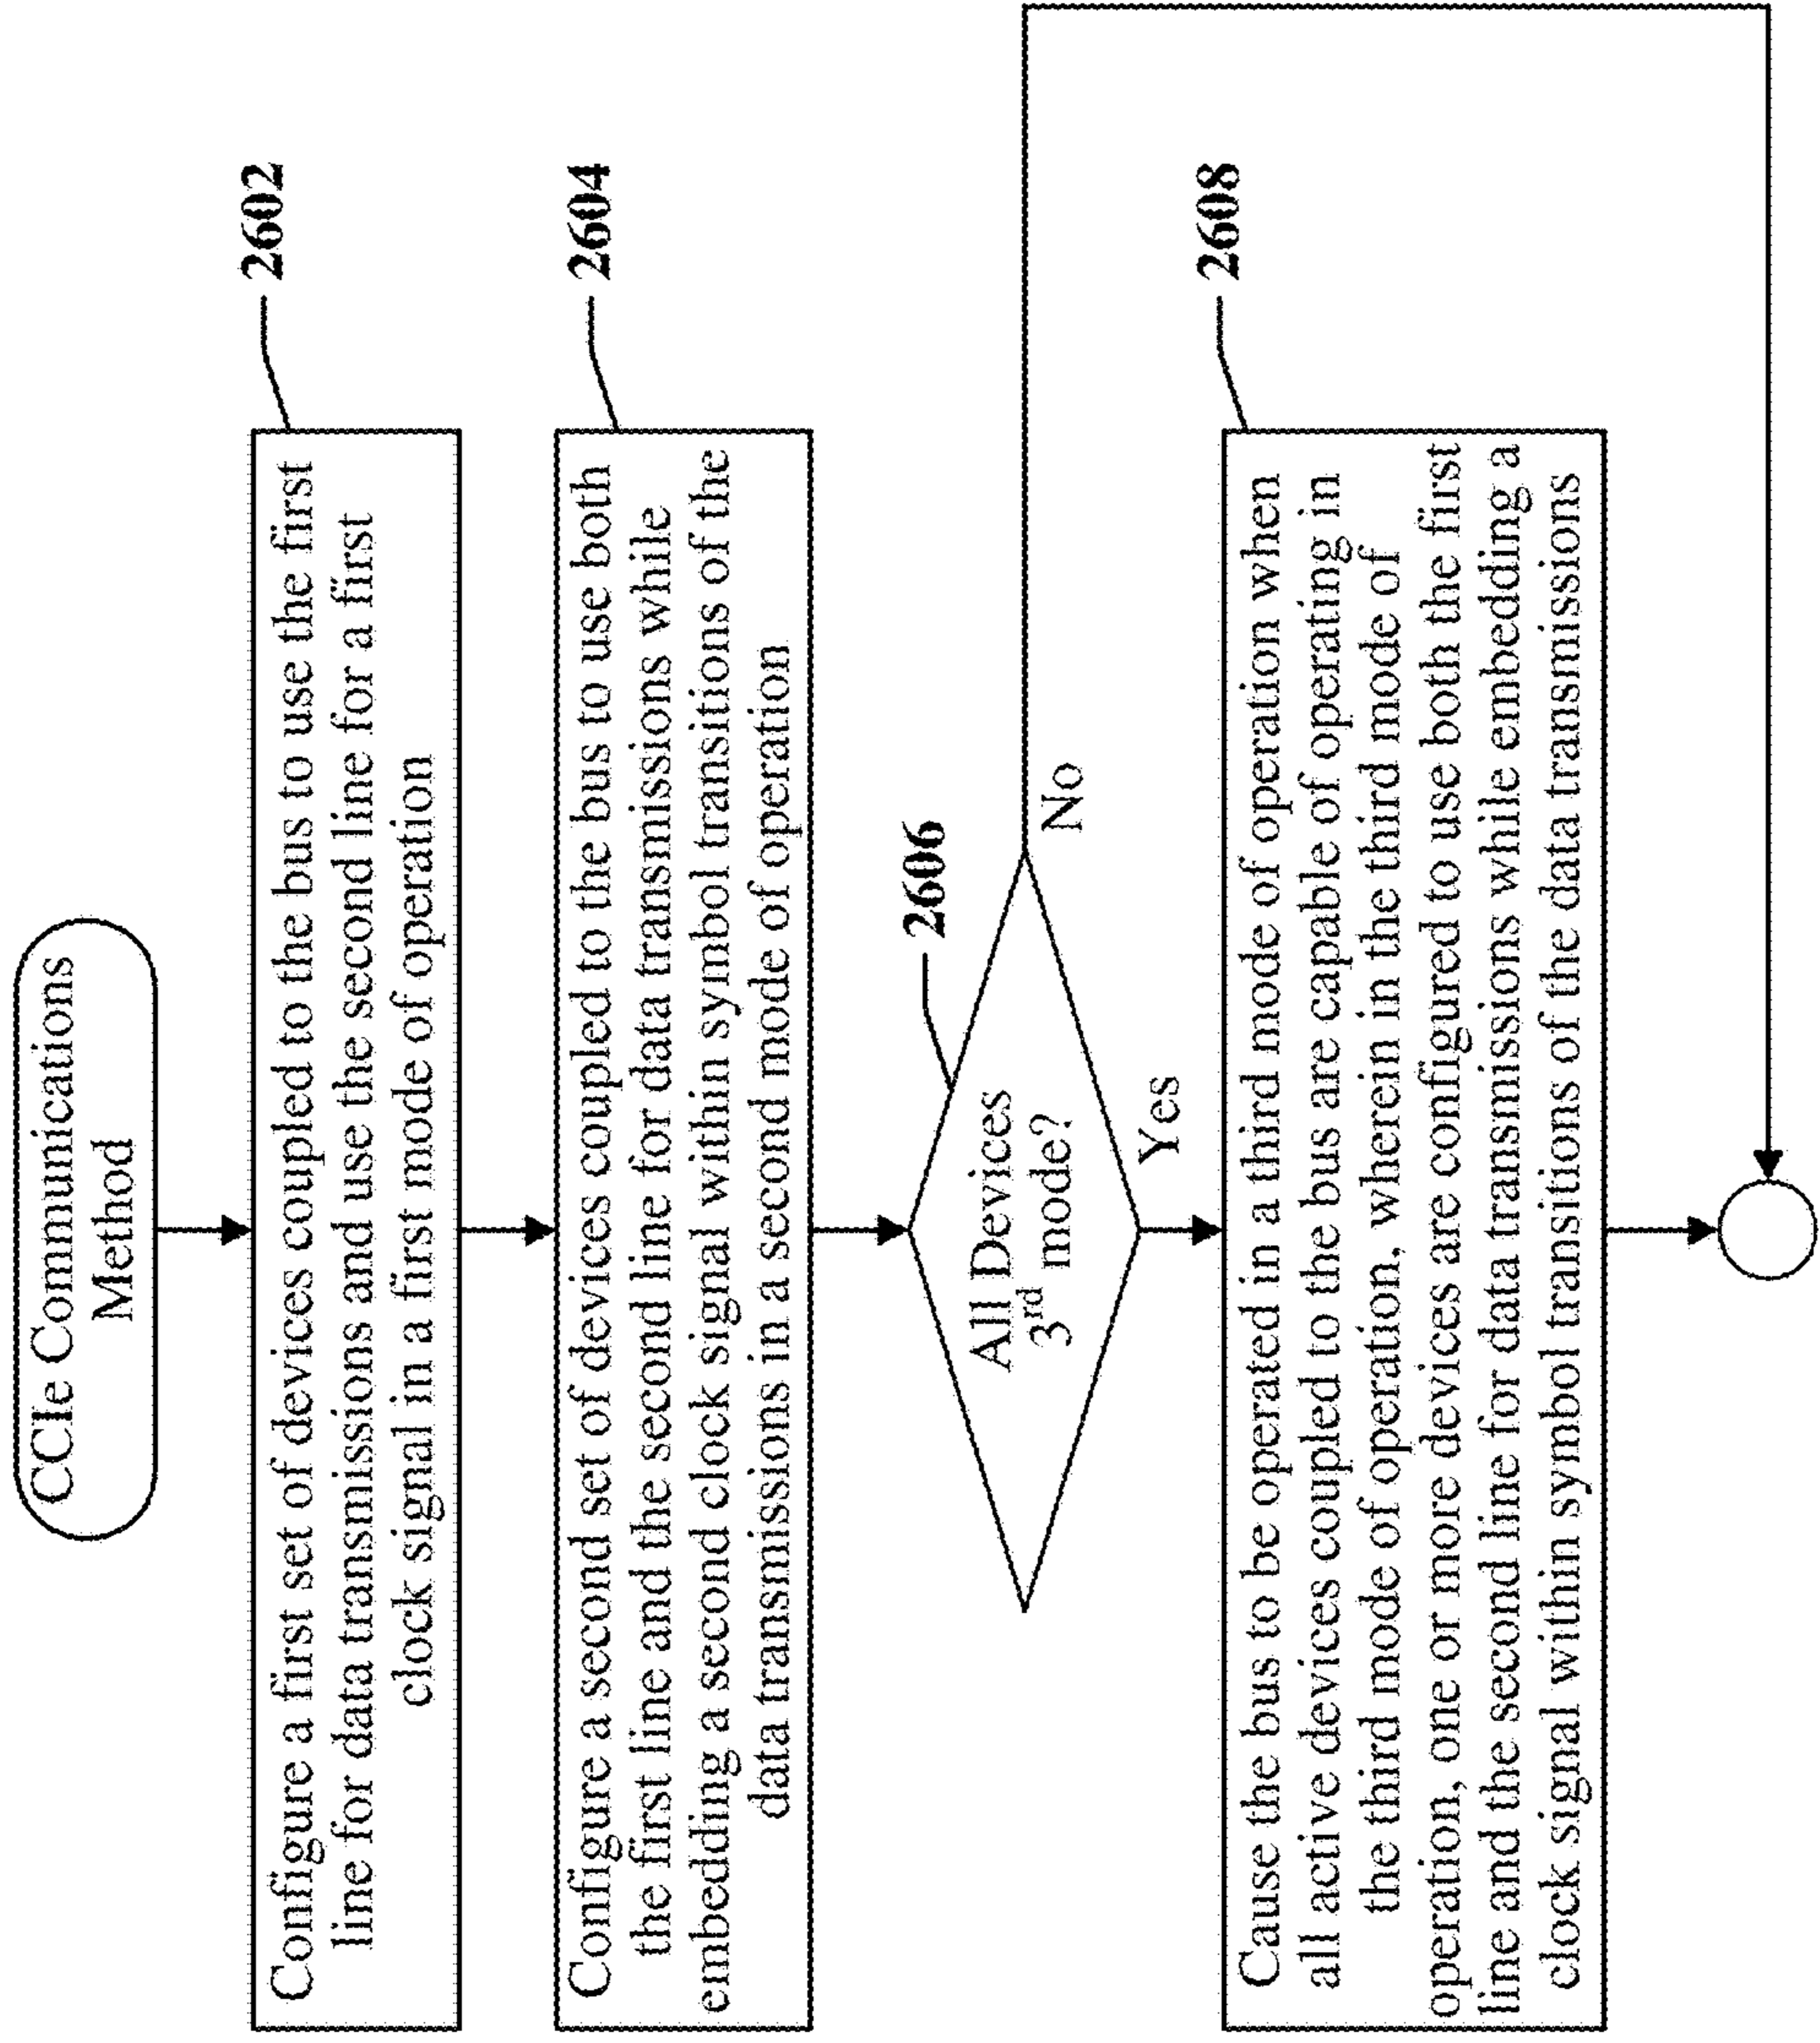 CCIe Communications
Method
2602
Configure a first set of devices coupled to the bus to use the first
line for data transmissions and use the second line for a first
clock signal in a first mode of operation
2604
Configure a second set of devices coupled to the bus to use both
the first line and the second line for data transmissions while
embedding a second clock signal within symbol transitions of the
data transmissions in a second mode of operation
2606
All Devices
3rd mode?
No
Yes
2608
Cause the bus to be operated in a third mode of operation when
all active devices coupled to the bus are capable of operating in
the third mode of operation, wherein in the third mode of
operation, one or more devices are configured to use both the first
line and the second line for data transmissions while embedding a
clock signal within symbol transitions of the data transmissions